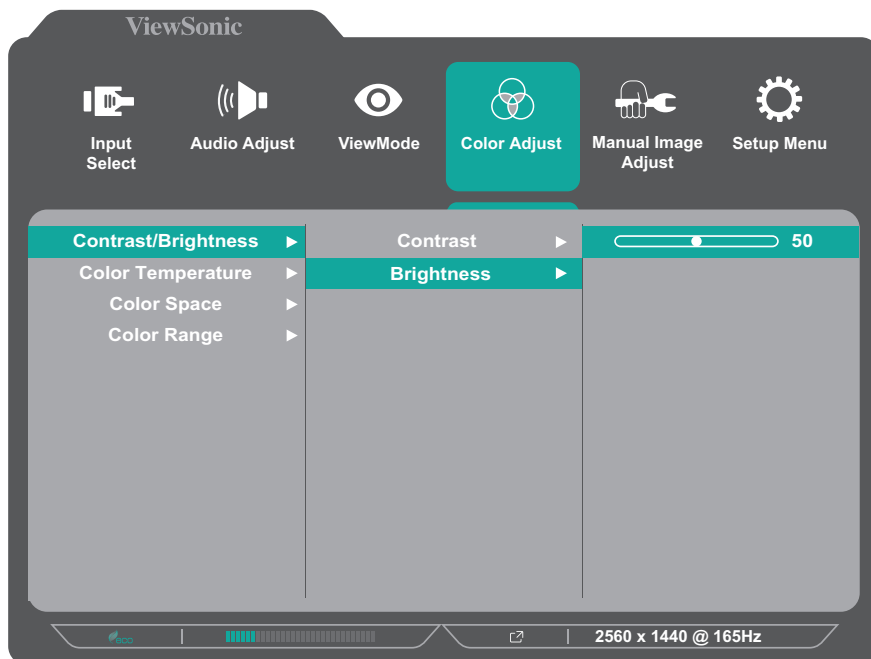 ViewSonic
Input Select
Audio Adjust
ViewMode
Color Adjust
Manual Image Adjust
Setup Menu
Contrast/Brightness
Contrast
50
Color Temperature
Brightness
Color Space
Color Range
eco
2560 x 1440 @ 165Hz